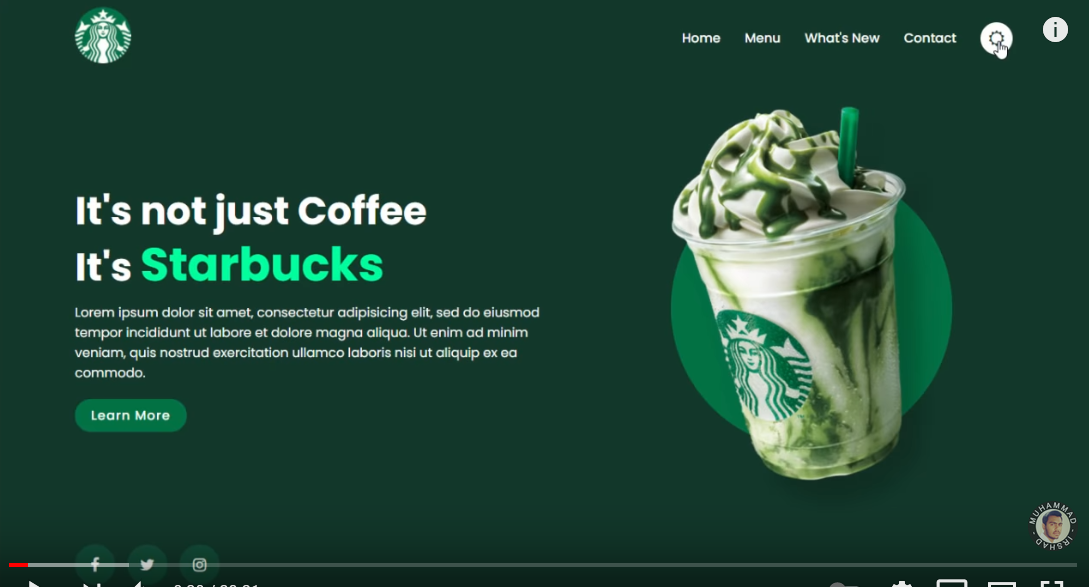 Home Menu What's New Contact
It's not just Coffee
It's Starbucks
Lorem ipsum dolor sit amet, consectetur adipisicing elit, sed do eiusmod
tempor incididunt ut labore et dolore magna aliqua. Ut enim ad minim
veniam, quis nostrud exercitation ullamco laboris nisi ut aliquip ex ea
commodo.
Learn More
MUHAMMAD
IRSHAD